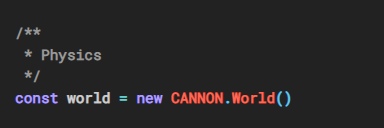 /**
 * Physics
 */
const world = new CANNON.World()